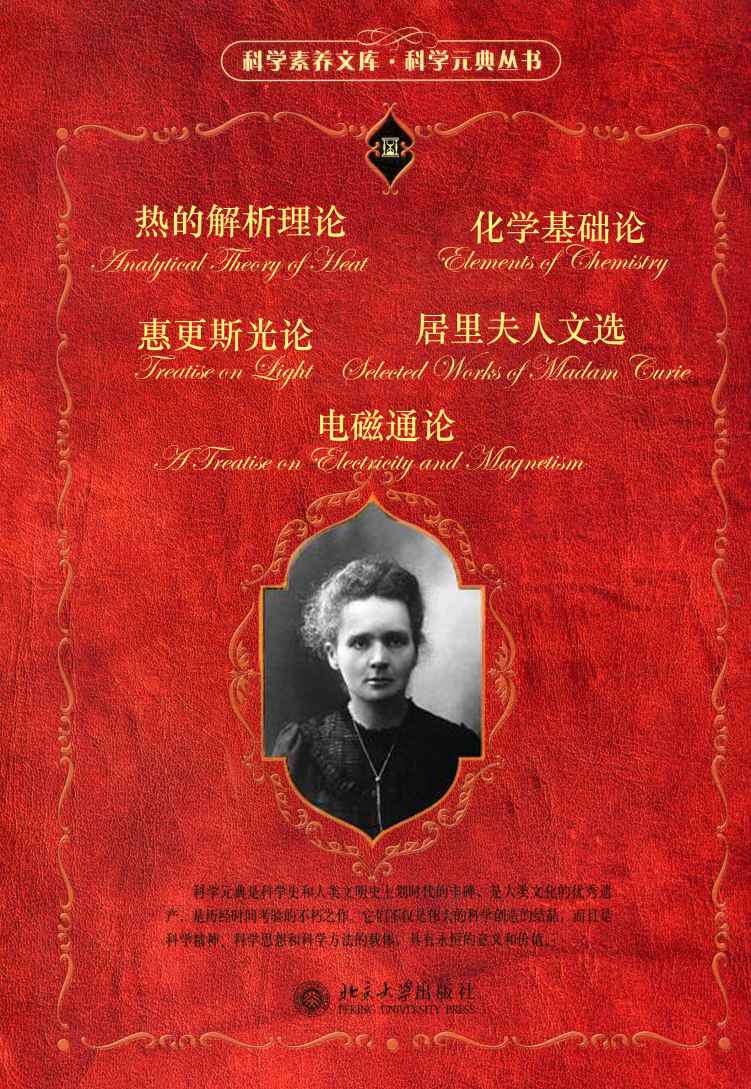 科学素养文库·科学元典丛书
热的解析理论
Analytical Theory of Heat
化学基础论
Elements of Chemistry
惠更斯光论
Treatise on Light
居里夫人文选
Selected Works of Madam Curie
电磁通论
A Treatise on Electricity and Magnetism
科学元典是科学史和人类文明史上划时代的丰碑，是人类文化的优秀遗
产，是历经时间考验的不朽之作。它们不仅是伟大的科学创造的结晶，而且是
科学精神、科学思想和科学方法的载体，具有永恒的意义和价值。
北京大学出版社
PEKING UNIVERSITY PRESS